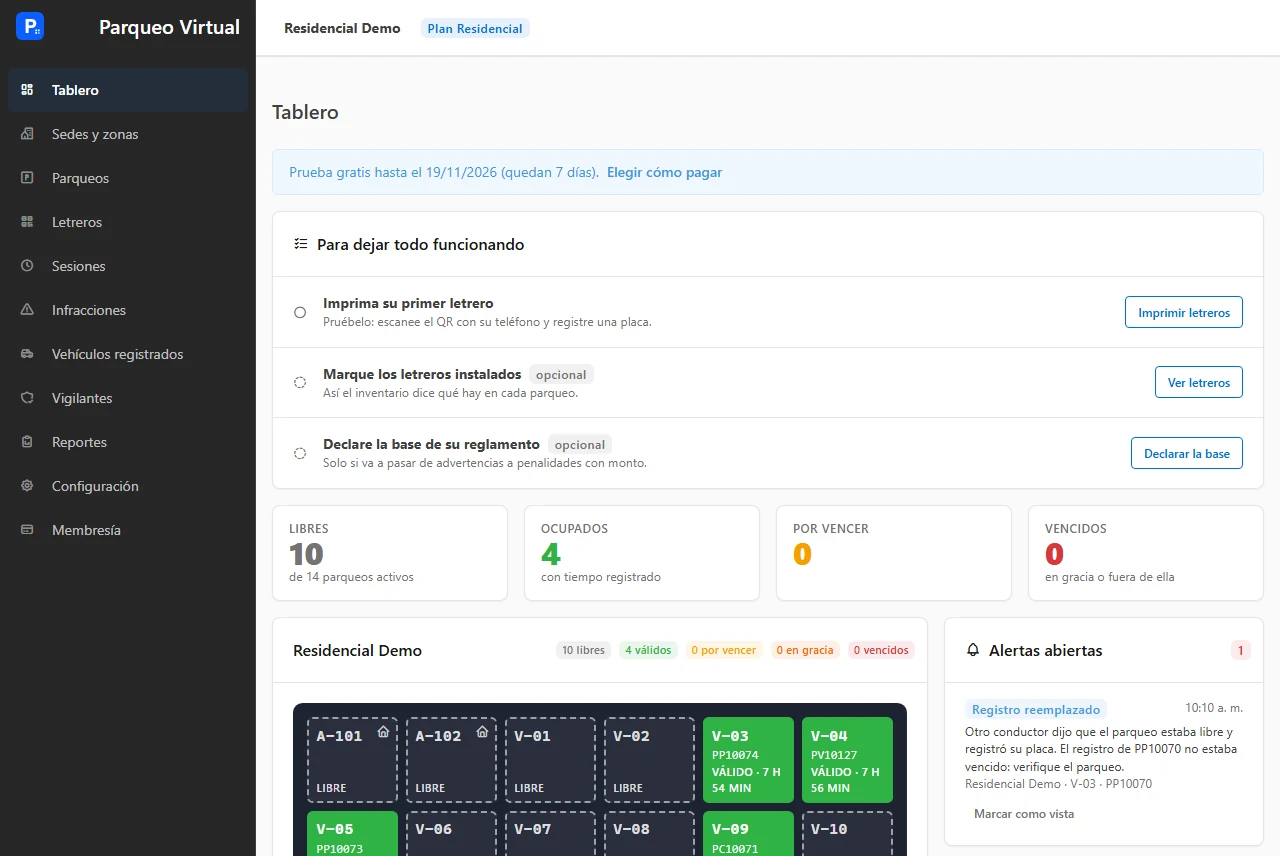 P
Parqueo Virtual
Tablero
Sedes y zonas
Parqueos
Letreros
Sesiones
Infracciones
Vehículos registrados
Vigilantes
Reportes
Configuración
Membresía
Residencial Demo
Plan Residencial
Tablero
Prueba gratis hasta el 19/11/2026 (quedan 7 días). Elegir cómo pagar
Para dejar todo funcionando
Imprima su primer letrero
Pruébelo: escanee el QR con su teléfono y registre una placa.
Imprimir letreros
Marque los letreros instalados opcional
Así el inventario dice qué hay en cada parqueo.
Ver letreros
Declare la base de su reglamento opcional
Solo si va a pasar de advertencias a penalidades con monto.
Declarar la base
LIBRES
10
de 14 parqueos activos
OCUPADOS
4
con tiempo registrado
POR VENCER
0
VENCIDOS
0
en gracia o fuera de ella
Residencial Demo
10 libres
4 válidos
0 por vencer
0 en gracia
0 vencidos
A-101
LIBRE
A-102
LIBRE
V-01
LIBRE
V-02
LIBRE
V-03
PP10074
VÁLIDO · 7 H
54 MIN
V-04
PV10127
VÁLIDO · 7 H
56 MIN
V-05
PP10073
V-06
V-07
V-08
V-09
PC10071
V-10
Alertas abiertas
1
Registro reemplazado
10:10 a. m.
Otro conductor dijo que el parqueo estaba libre y
registró su placa. El registro de PP10070 no estaba
vencido: verifique el parqueo.
Residencial Demo · V-03 · PP10070
Marcar como vista